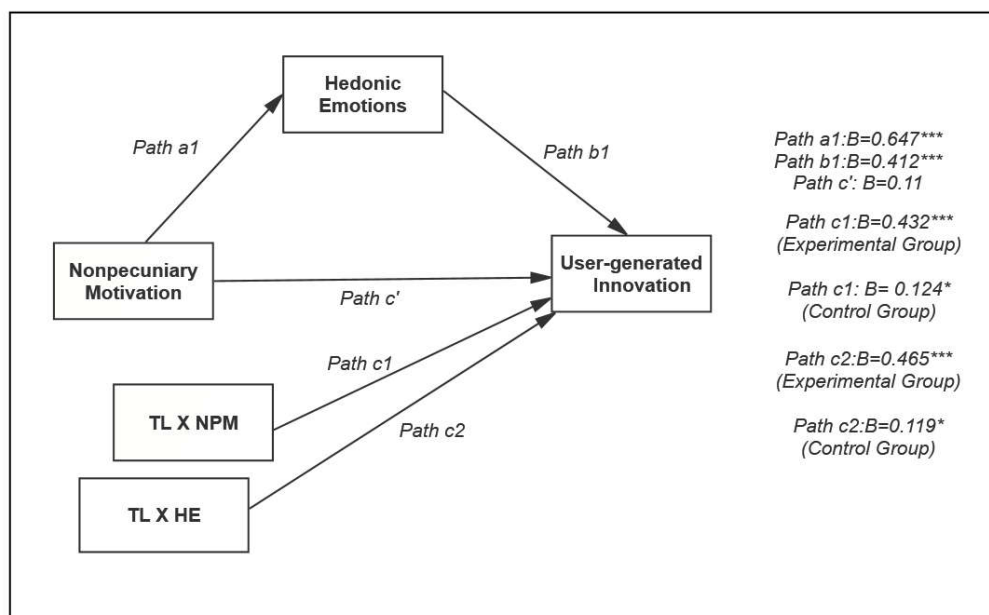 Hedonic
Emotions
Path a1
Path b1
Nonpecuniary
Motivation
Path c'
User-generated
Innovation
Path c1
TL X NPM
Path c2
TL X HE
Path a1:B=0.647***
Path b1:B=0.412***
Path c': B=0.11
Path c1:B=0.432***
(Experimental Group)
Path c1: B= 0.124*
(Control Group)
Path c2:B=0.465***
(Experimental Group)
Path c2:B=0.119*
(Control Group)